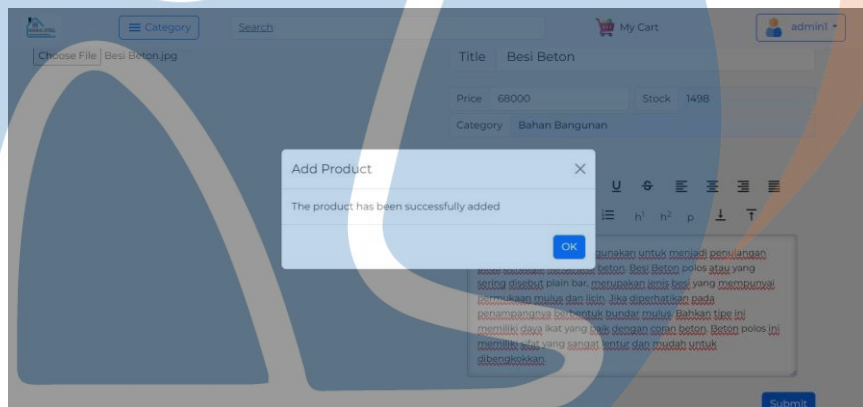 Category
Search
My Cart
admin1
Choose File Besi Beton.jpg
Title Besi Beton
Price 68000
Stock 1498
Category Bahan Bangunan
Add Product
The product has been successfully added
OK
U S
h1 h2 p
gunakan untuk menjadi penulangan
beton. Besi Beton polos atau yang
sering disebut plain bar, merupakan jenis besi yang mempunyai
permukaan mulus dan licin. Jika diperhatikan pada
penampangnya berbentuk bundar mulus. Bahkan tipe ini
memiliki daya ikat yang baik dengan coran beton. Beton polos ini
memiliki sifat yang sangat lentur dan mudah untuk
dibengkokkan.
Submit